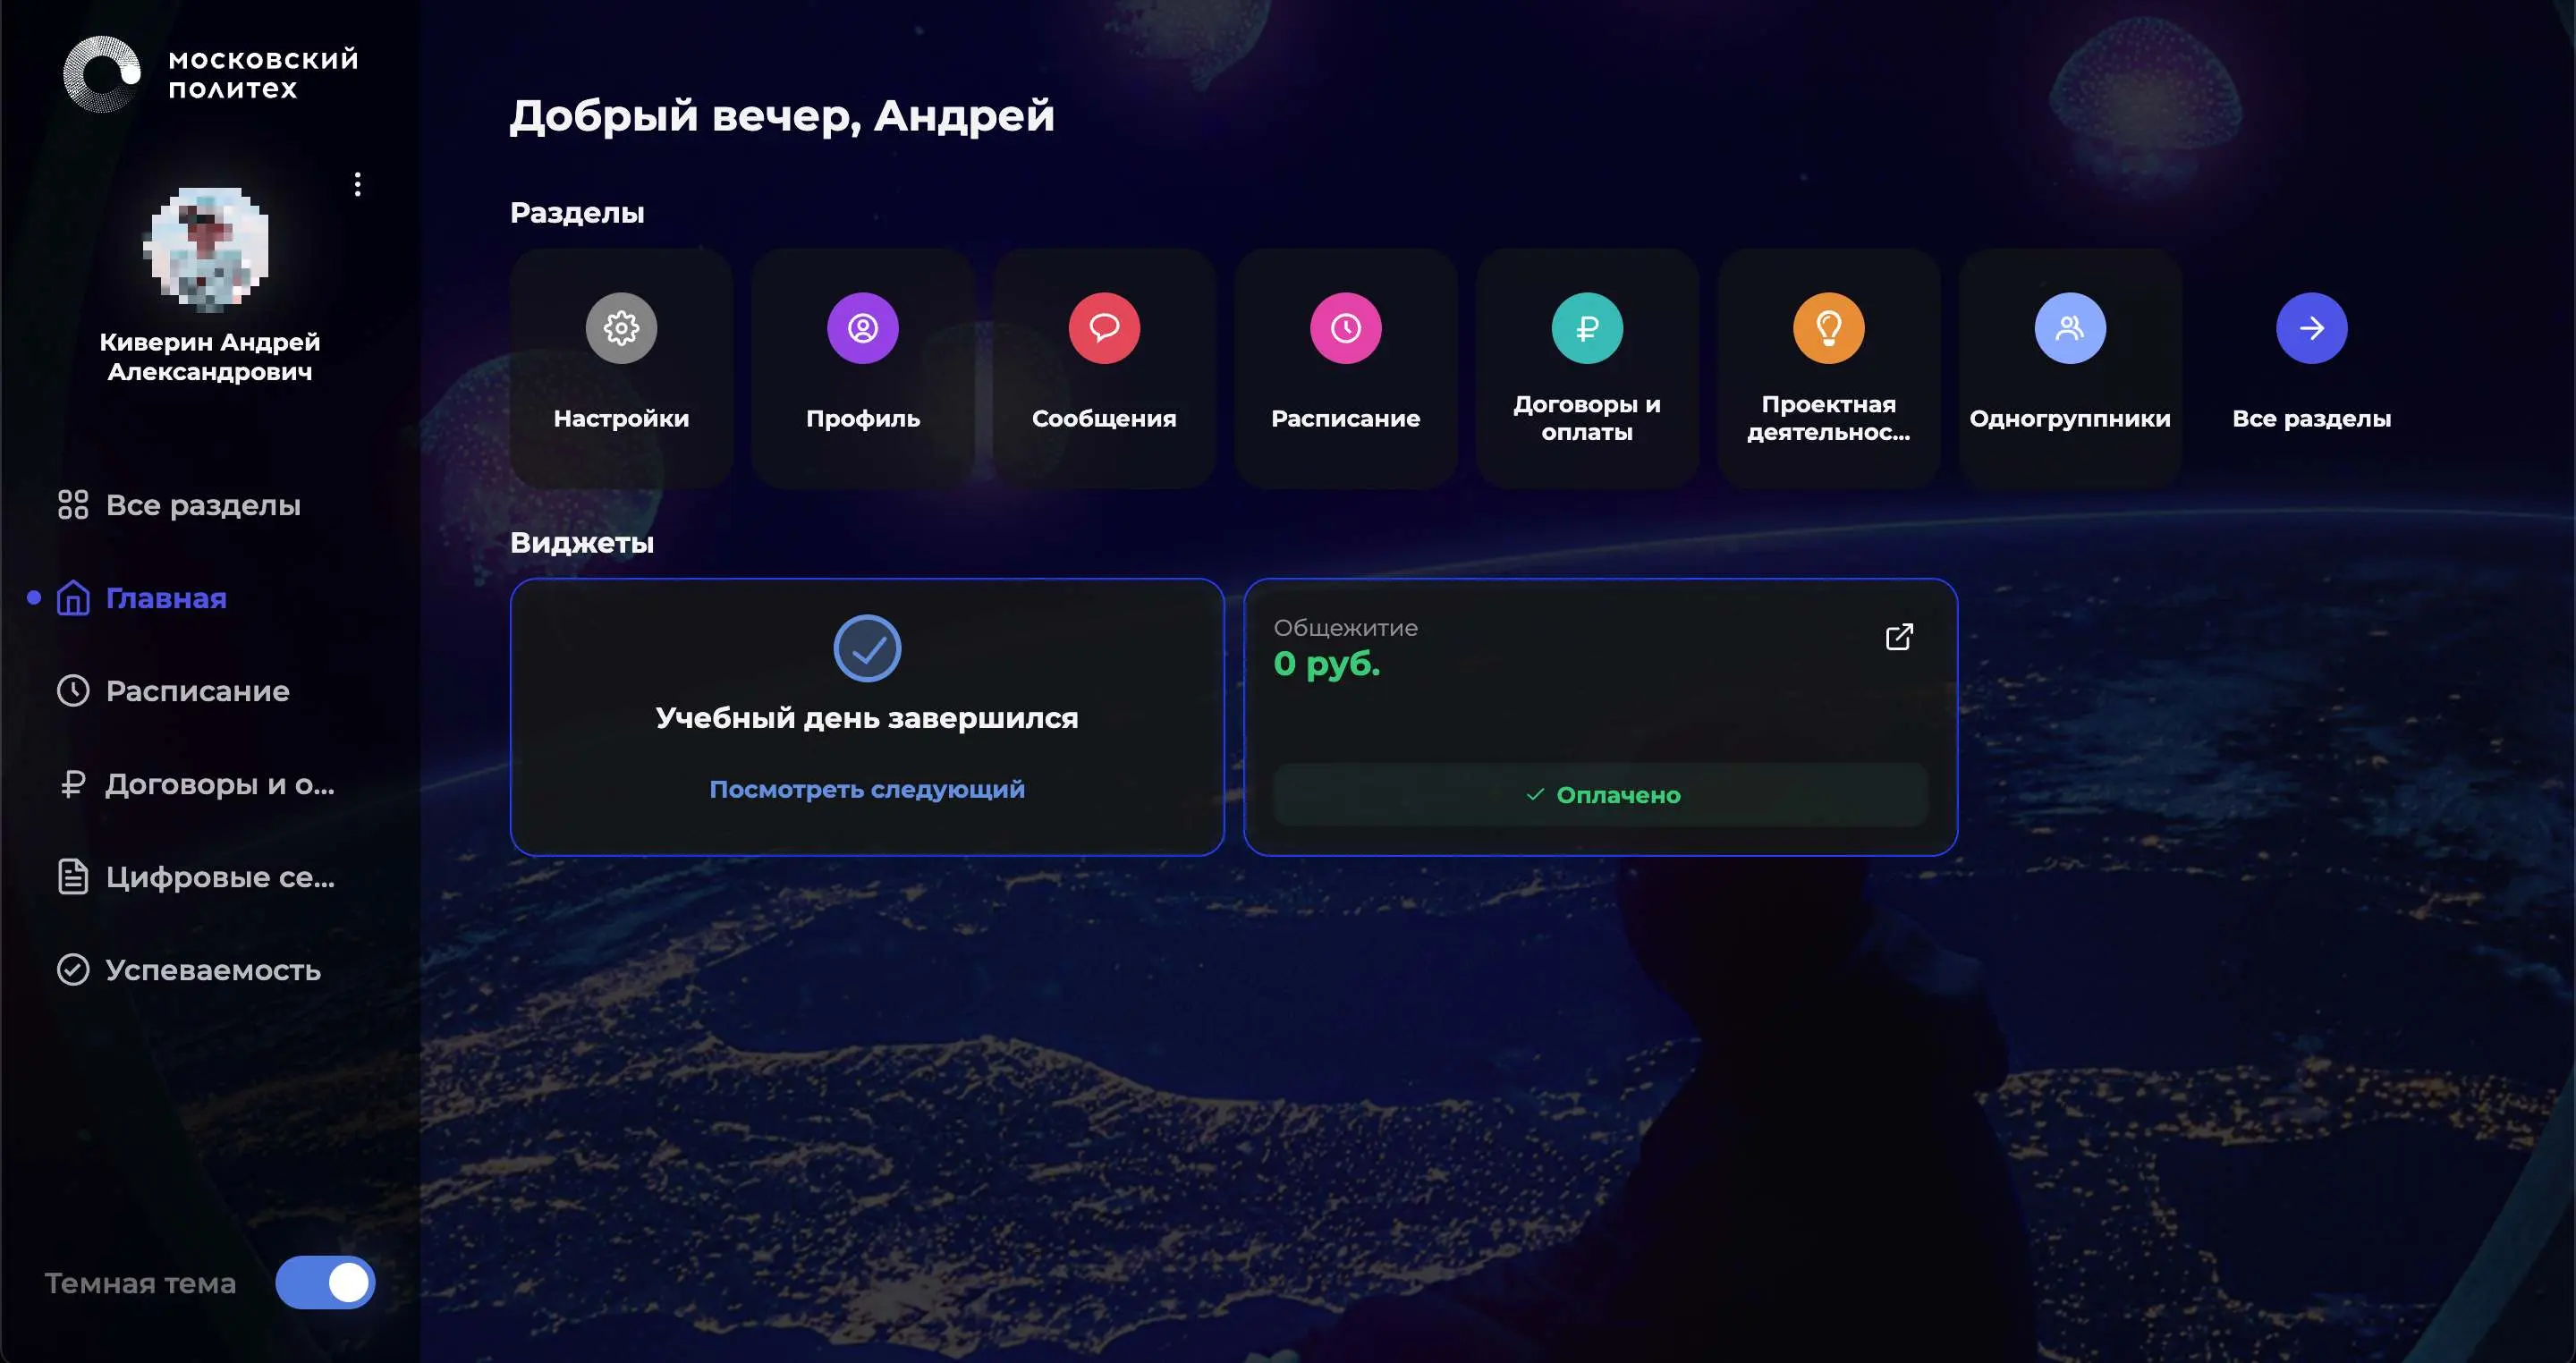 московский
политех
Киверин Андрей
Александрович
Все разделы
Главная
Расписание
Договоры и о...
Цифровые се...
Успеваемость
Темная тема
Добрый вечер, Андрей
Разделы
Настройки
Профиль
Сообщения
Расписание
Договоры и
оплаты
Проектная
деятельнос...
Одногруппники
Все разделы
Виджеты
Учебный день завершился
Посмотреть следующий
Общежитие
0 руб.
Оплачено